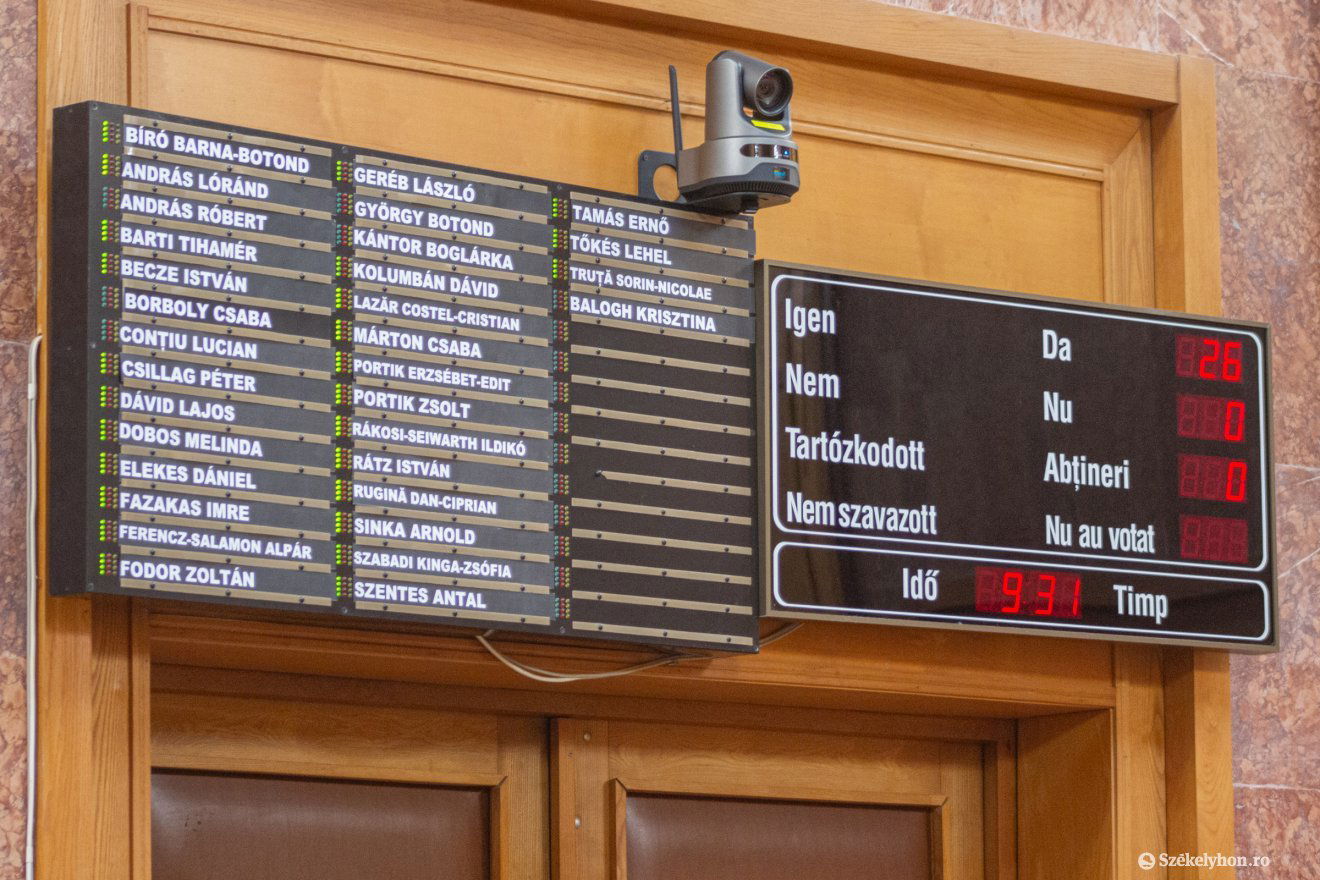 BÍRÓ BARNA-BOTOND
ANDRÁS LÓRÁND
ANDRÁS RÓBERT
BARTI TIHAMÉR
BECZE ISTVÁN
BORBOLY CSABA
CONȚIU LUCIAN
CSILLAG PÉTER
DÁVID LAJOS
DOBOS MELINDA
ELEKES DÁNIEL
FAZAKAS IMRE
FERENCZ-SALAMON ALPÁR
FODOR ZOLTÁN
GERÉB LÁSZLÓ
GYÖRGY BOTOND
KÁNTOR BOGLÁRKA
KOLUMBÁN DÁVID
LAZĂR COSTEL-CRISTIAN
MÁRTON CSABA
PORTIK ERZSÉBET-EDIT
PORTIK ZSOLT
RÁKOSI-SEIWARTH ILDIKÓ
RÁTZ ISTVÁN
RUGINĂ DAN-CIPRIAN
SINKA ARNOLD
SZABADI KINGA-ZSÓFIA
SZENTES ANTAL
TAMÁS ERNŐ
TŐKÉS LEHEL
TRUȚĂ SORIN-NICOLAE
BALOGH KRISZTINA
Igen Da 26
Nem Nu 0
Tartózkodott Abțineri 0
Nem szavazott Nu au votat
Idő 9 31 Timp
Székelyhon.ro